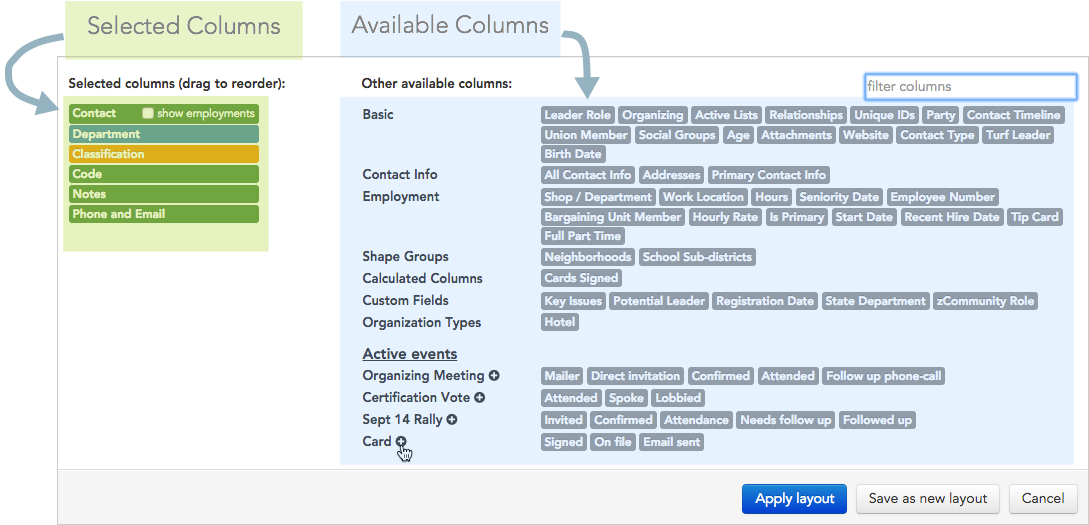 Selected Columns
Available Columns
Selected columns (drag to reorder):
Other available columns:
filter columns
Contact show employments
Department
Classification
Code
Notes
Phone and Email
Basic Leader Role Organizing Active Lists Relationships Unique IDs Party Contact Timeline
Union Member Social Groups Age Attachments Website Contact Type Turf Leader
Birth Date
Contact Info All Contact Info Addresses Primary Contact Info
Employment Shop / Department Work Location Hours Seniority Date Employee Number
Bargaining Unit Member Hourly Rate Is Primary Start Date Recent Hire Date Tip Card
Full Part Time
Shape Groups Neighborhoods School Sub-districts
Calculated Columns Cards Signed
Custom Fields Key Issues Potential Leader Registration Date State Department zCommunity Role
Organization Types Hotel
Active events
Organizing Meeting Mailer Direct invitation Confirmed Attended Follow up phone-call
Certification Vote Attended Spoke Lobbied
Sept 14 Rally Invited Confirmed Attendance Needs follow up Followed up
Card Signed On file Email sent
Apply layout Save as new layout Cancel